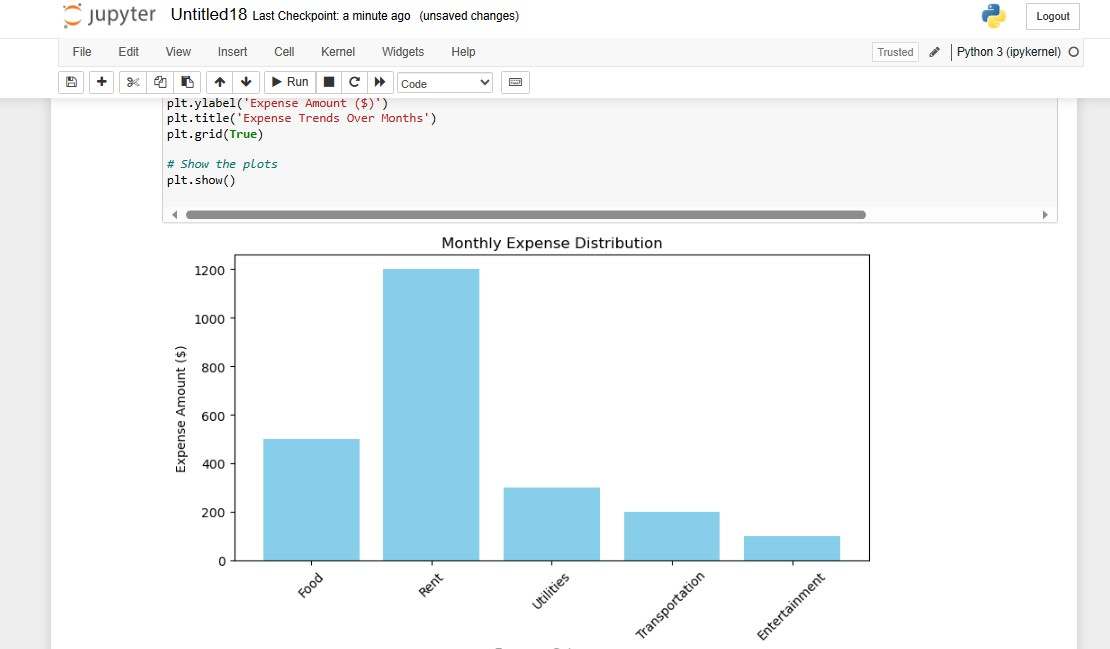 jupyter Untitled18 Last Checkpoint: a minute ago (unsaved changes) Logout
File Edit View Insert Cell Kernel Widgets Help Trusted Python 3 (ipykernel)
Run Code
plt.ylabel('Expense Amount ($)')
plt.title('Expense Trends Over Months')
plt.grid(True)
# Show the plots
plt.show()
Monthly Expense Distribution
1200
1000
800
600
400
200
0
Expense Amount ($)
Food
Rent
Utilities
Transportation
Entertainment